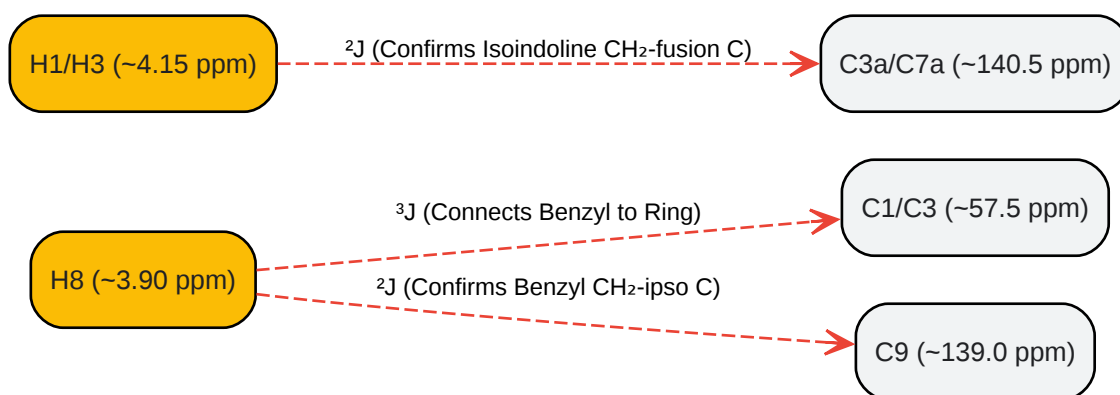 H1/H3 (~4.15 ppm)
²J (Confirms Isoindoline CH₂-fusion C)
C3a/C7a (~140.5 ppm)
³J (Connects Benzyl to Ring)
C1/C3 (~57.5 ppm)
H8 (~3.90 ppm)
²J (Confirms Benzyl CH₂-ipso C)
C9 (~139.0 ppm)